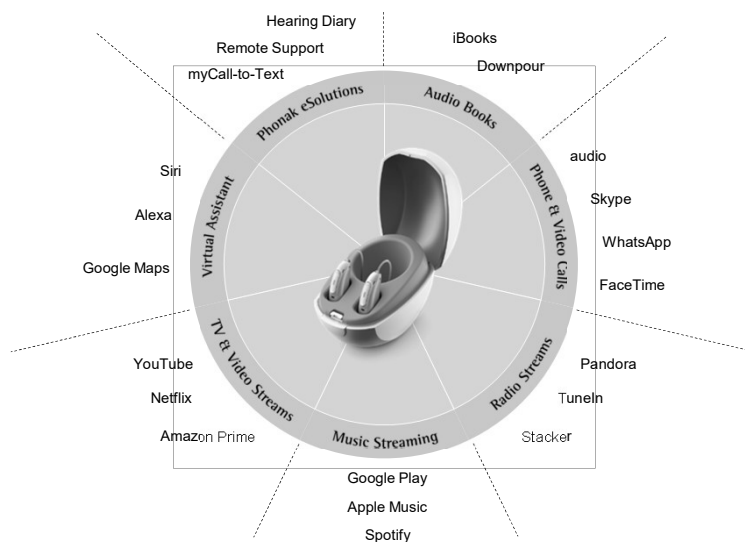 Hearing Diary
Remote Support
myCall-to-Text
Phonak eSolutions
iBooks
Downpour
Audio Books
audio
Skype
WhatsApp
FaceTime
Phone & Video Calls
Pandora
TuneIn
Stacker
Radio Streams
Music Streaming
Google Play
Apple Music
Spotify
TV & Video Streams
YouTube
Netflix
Amazon Prime
Virtual Assistant
Siri
Alexa
Google Maps